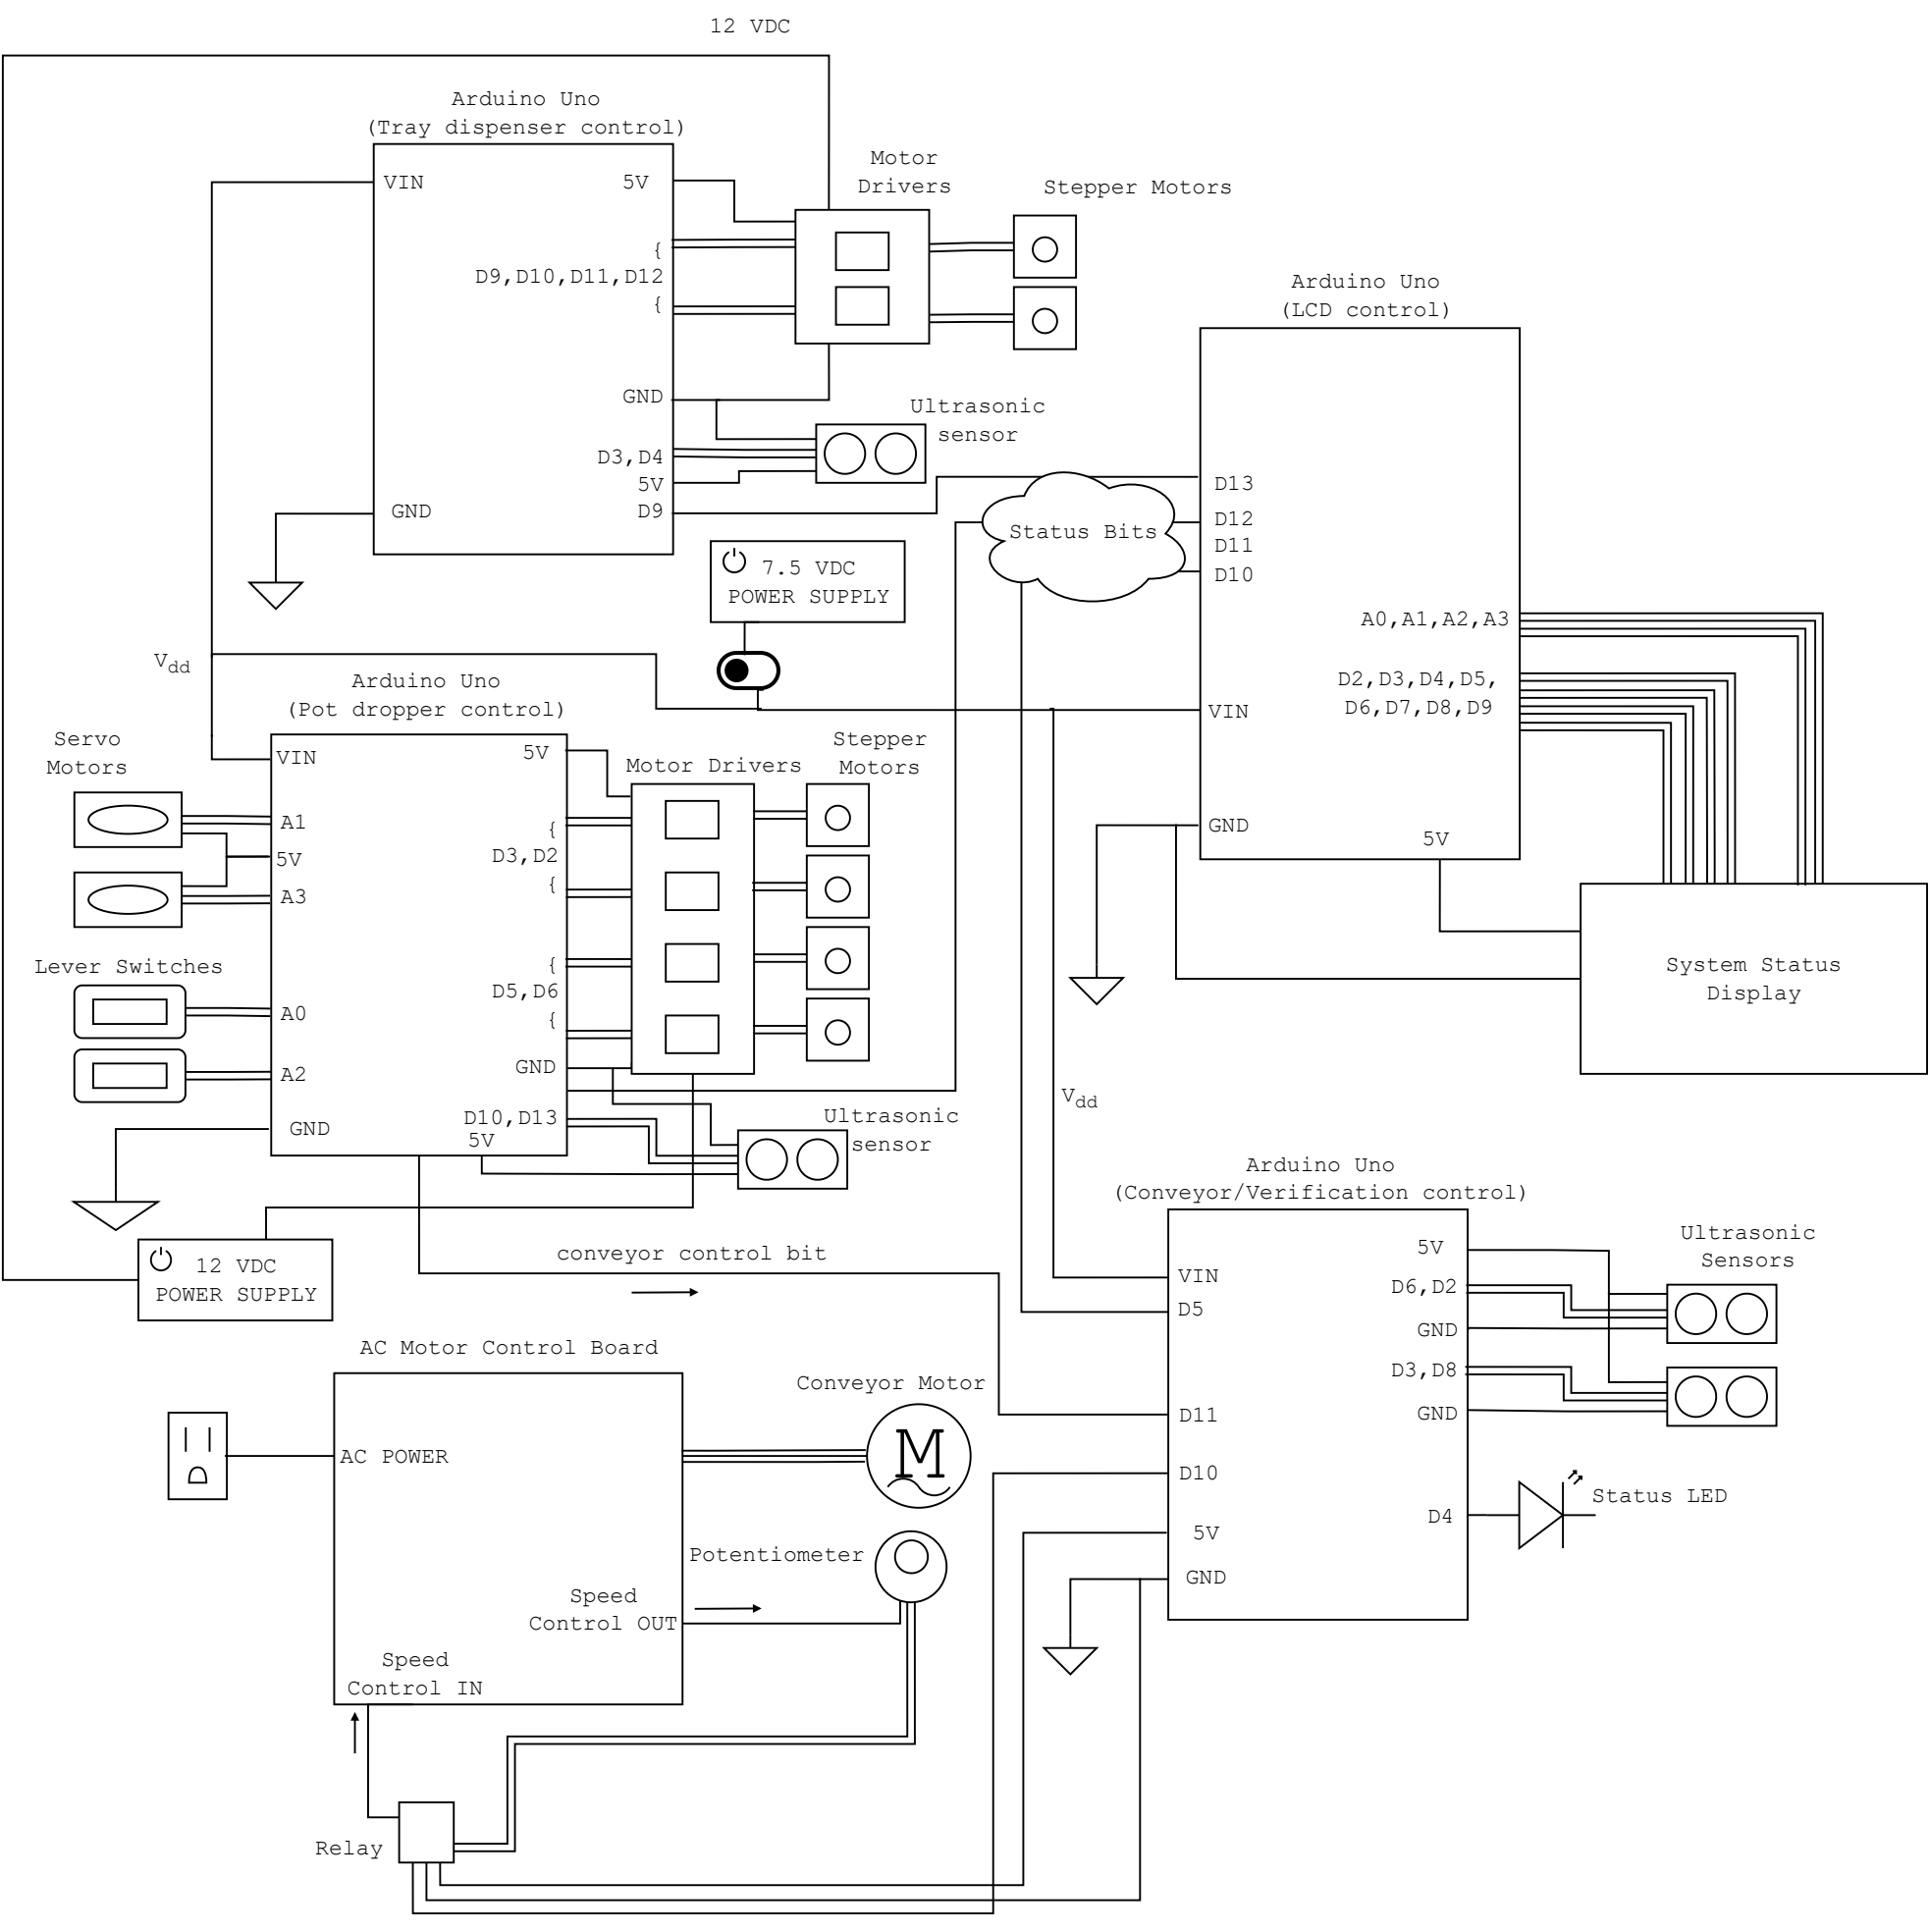 12 VDC
Arduino Uno
(Tray dispenser control)
VIN
5V
{
D9,D10,D11,D12
{
GND
D3,D4
5V
D9
GND
Motor
Drivers
Stepper Motors
Ultrasonic
sensor
Arduino Uno
(LCD control)
D13
D12
D11
D10
Status Bits
A0,A1,A2,A3
D2,D3,D4,D5,
D6,D7,D8,D9
VIN
GND
5V
System Status
Display
7.5 VDC
POWER SUPPLY
Vdd
Arduino Uno
(Pot dropper control)
Servo
Motors
VIN
A1
5V
A3
Lever Switches
A0
A2
GND
5V
{
D3,D2
{
{
D5,D6
{
GND
D10,D13
5V
Motor Drivers
Stepper
Motors
Ultrasonic
sensor
Vdd
12 VDC
POWER SUPPLY
conveyor control bit
Arduino Uno
(Conveyor/Verification control)
VIN
D5
D11
D10
5V
GND
5V
D6,D2
GND
D3,D8
GND
D4
Ultrasonic
Sensors
Status LED
AC Motor Control Board
AC POWER
Conveyor Motor
M
Potentiometer
Speed
Control OUT
Speed
Control IN
Relay